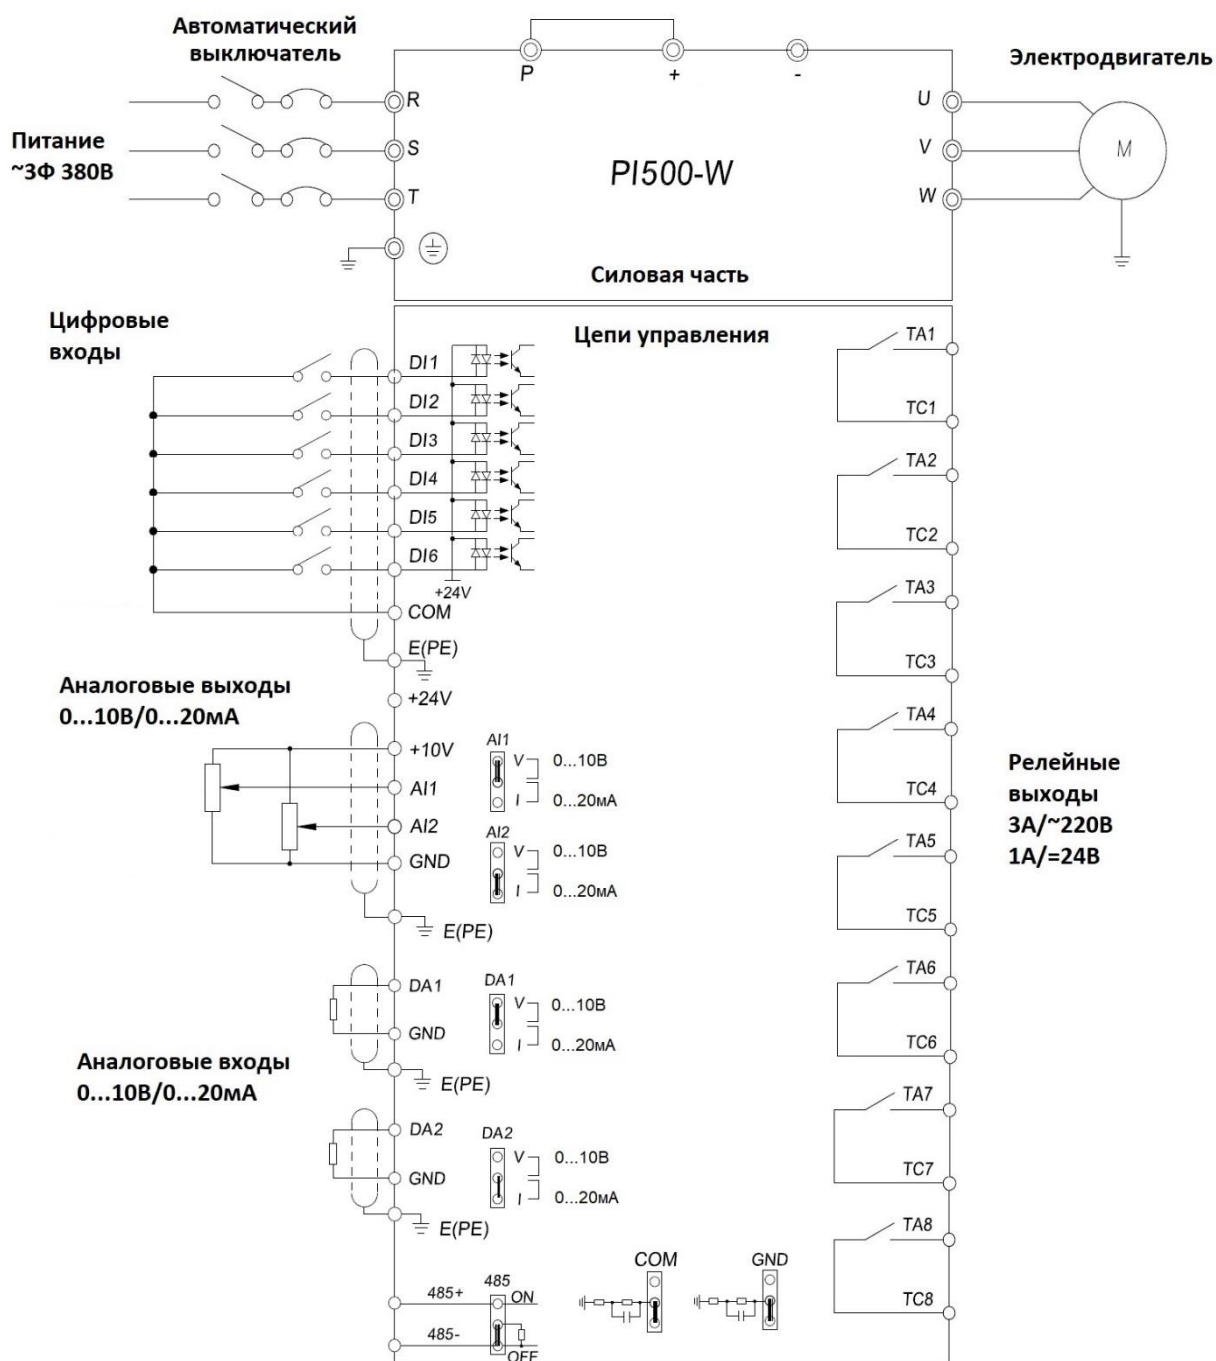 Автоматический
выключатель
P
+
-
Электродвигатель
R
U
Питание
~3Ф 380В
S
PI500-W
V
M
T
W
Силовая часть
Цифровые
входы
Цепи управления
TA1
DI1
DI2
TC1
DI3
TA2
DI4
DI5
TC2
DI6
+24V
TA3
COM
E(PE)
TC3
Аналоговые выходы
0...10В/0...20мА
+24V
TA4
+10V
AI1
V
0...10В
AI1
I
0...20мА
TC4
Релейные
выходы
3А/~220В
1А/=24В
AI2
AI2
V
0...10В
TA5
GND
I
0...20мА
E(PE)
TC5
TA6
DA1
DA1
V
0...10В
GND
I
0...20мА
TC6
Аналоговые входы
0...10В/0...20мА
E(PE)
TA7
DA2
DA2
V
0...10В
GND
I
0...20мА
TC7
E(PE)
TA8
COM
GND
485+
485
ON
TC8
485-
OFF